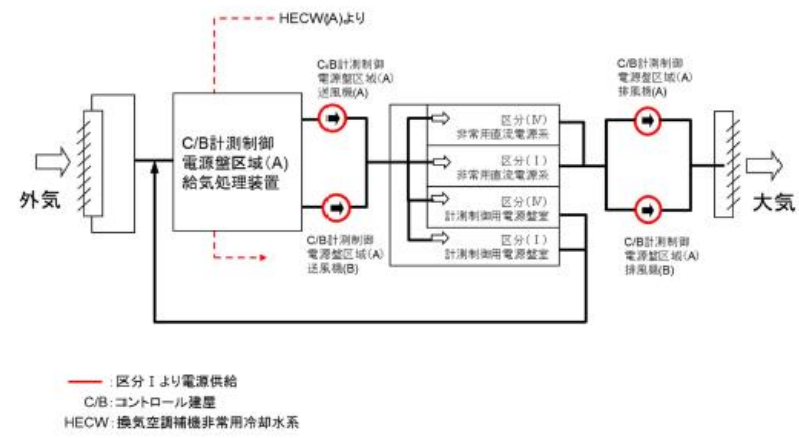 HECW(A)より
C/B計測制御
電源盤区域(A)
送風機(A)
C/B計測制御
電源盤区域(A)
排風機(A)
C/B計測制御
電源盤区域(A)
給気処理装置
区分(Ⅳ)
非常用直流電源系
区分(Ⅰ)
非常用直流電源系
区分(Ⅳ)
計測制御用電源盤室
区分(Ⅰ)
計測制御用電源盤室
外気
大気
C/B計測制御
電源盤区域(A)
送風機(B)
C/B計測制御
電源盤区域(A)
排風機(B)
:区分Ⅰより電源供給
C/B:コントロール建屋
HECW:換気空調補機非常用冷却水系